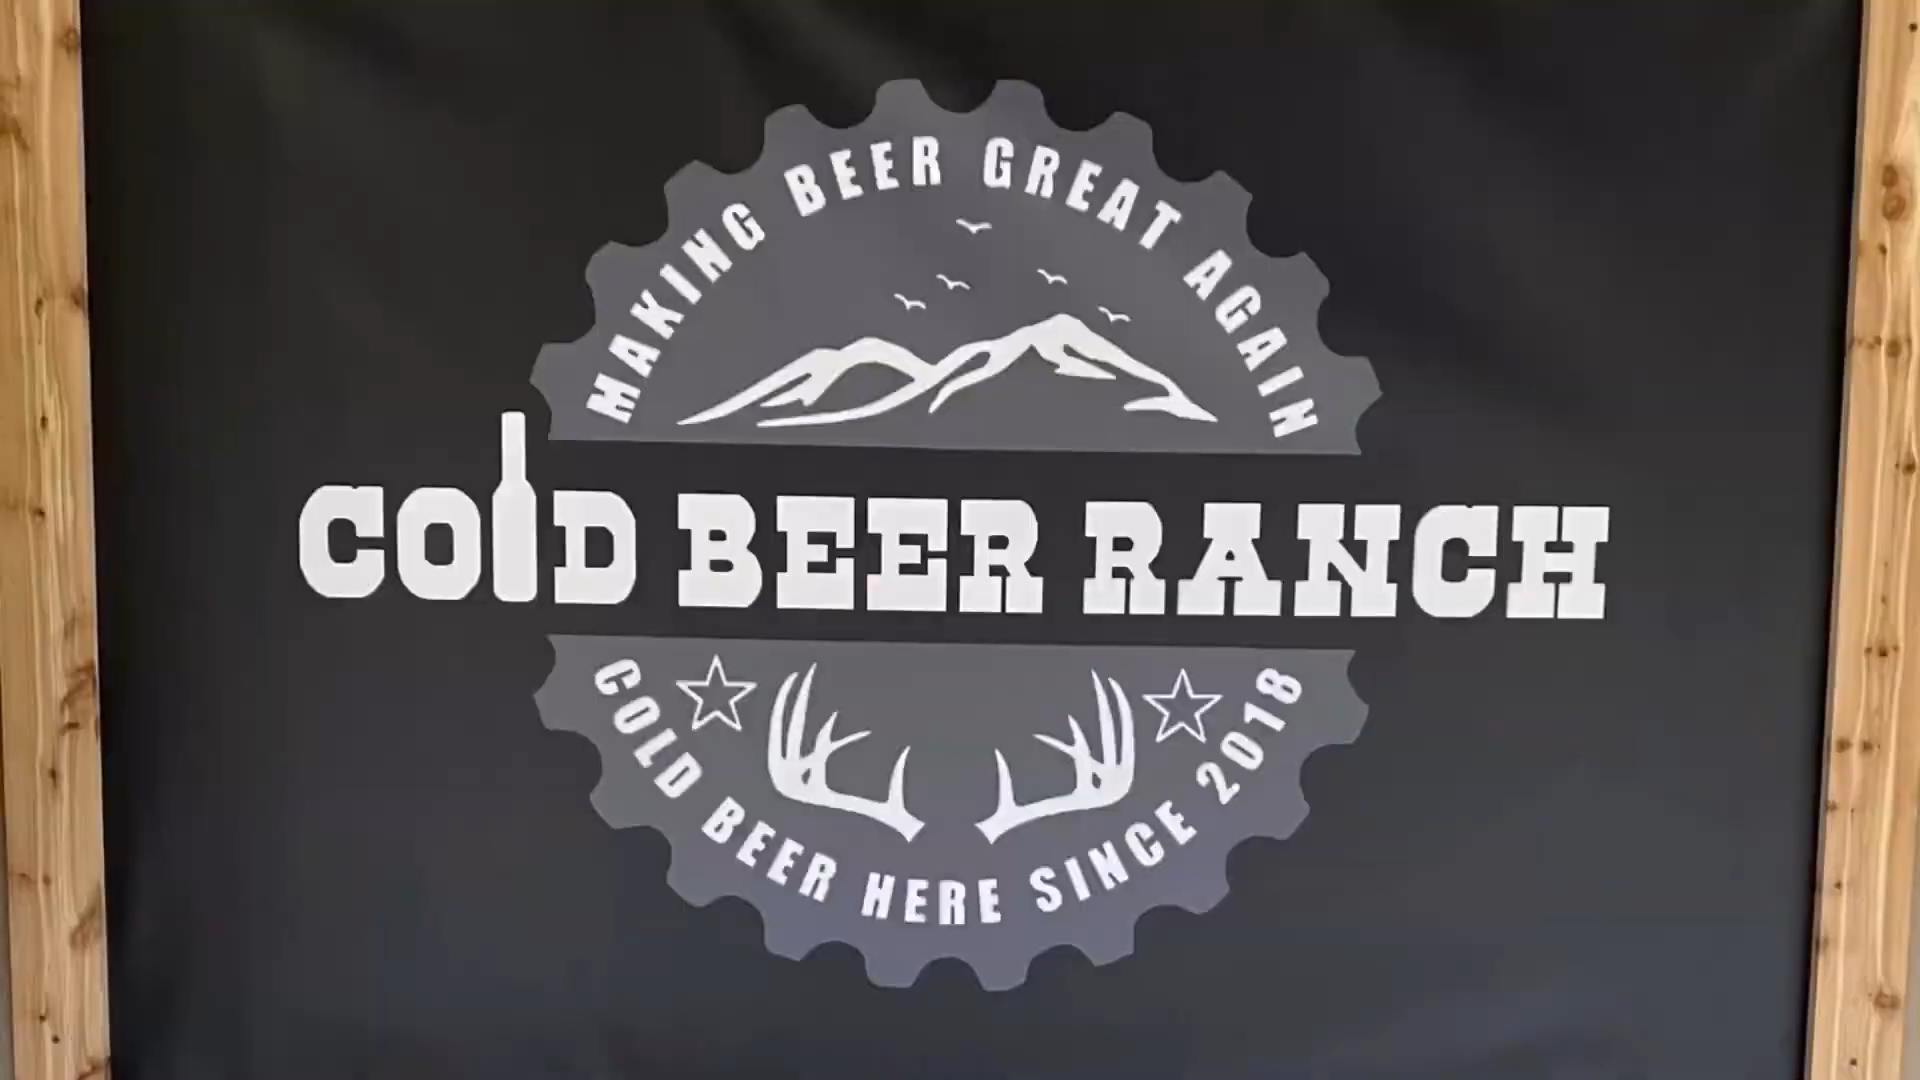 MAKING BEER GREAT AGAIN
COLD BEER RANCH
COLD BEER HERE SINCE 2018